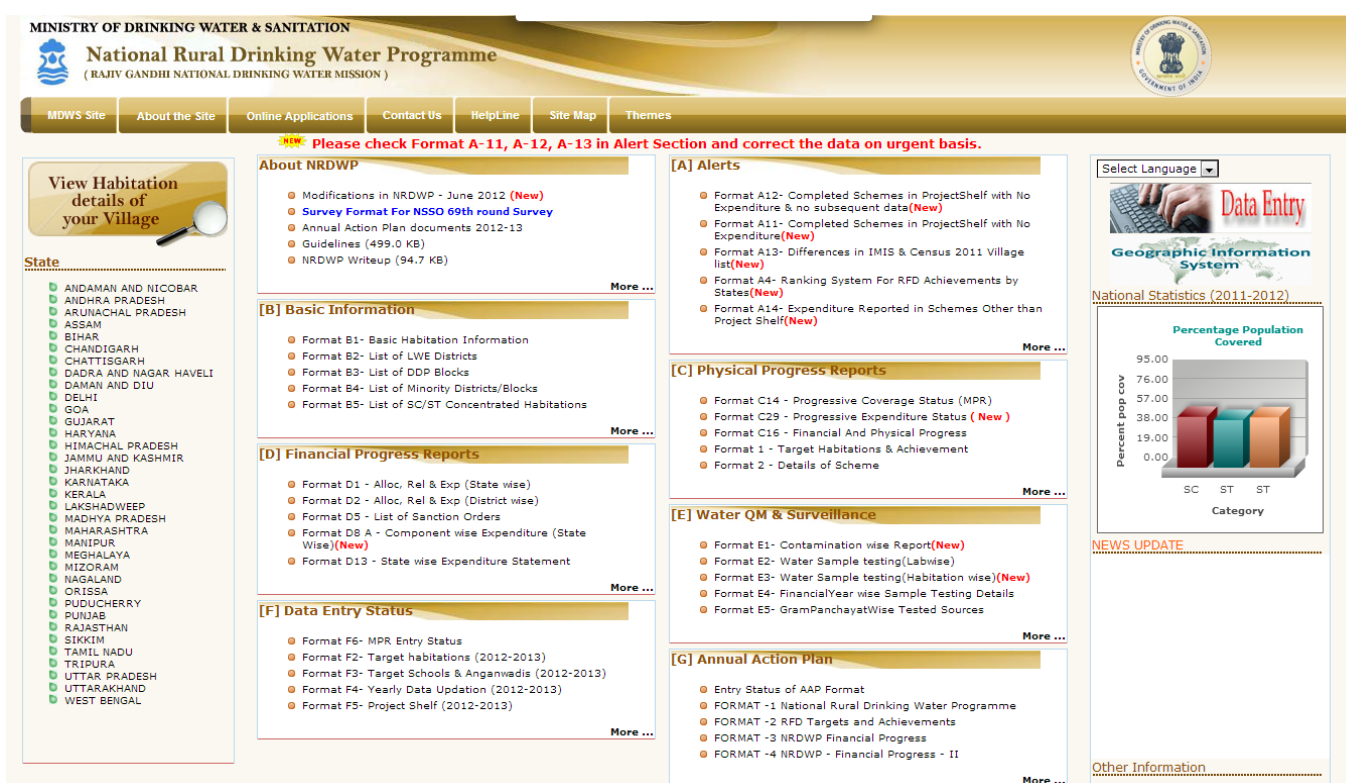 MINISTRY OF DRINKING WATER & SANITATION
National Rural Drinking Water Programme
( RAJIV GANDHI NATIONAL DRINKING WATER MISSION )
MDWS Site
About the Site
Online Applications
Contact Us
HelpLine
Site Map
Themes
NEW Please check Format A-11, A-12, A-13 in Alert Section and correct the data on urgent basis.
View Habitation
details of
your Village
State
ANDAMAN AND NICOBAR
ANDHRA PRADESH
ARUNACHAL PRADESH
ASSAM
BIHAR
CHANDIGARH
CHATTISGARH
DADRA AND NAGAR HAVELI
DAMAN AND DIU
DELHI
GOA
GUJARAT
HARYANA
HIMACHAL PRADESH
JAMMU AND KASHMIR
JHARKHAND
KARNATAKA
KERALA
LAKSHADWEEP
MADHYA PRADESH
MAHARASHTRA
MANIPUR
MEGHALAYA
MIZORAM
NAGALAND
ORISSA
PUDUCHERRY
PUNJAB
RAJASTHAN
SIKKIM
TAMIL NADU
TRIPURA
UTTAR PRADESH
UTTARAKHAND
WEST BENGAL
About NRDWP
Modifications in NRDWP - June 2012 (New)
Survey Format For NSSO 69th round Survey
Annual Action Plan documents 2012-13
Guidelines (499.0 KB)
NRDWP Writeup (94.7 KB)
More ...
[B] Basic Information
Format B1- Basic Habitation Information
Format B2- List of LWE Districts
Format B3- List of DDP Blocks
Format B4- List of Minority Districts/Blocks
Format B5- List of SC/ST Concentrated Habitations
More ...
[D] Financial Progress Reports
Format D1 - Alloc, Rel & Exp (State wise)
Format D2 - Alloc, Rel & Exp (District wise)
Format D5 - List of Sanction Orders
Format D8 A - Component wise Expenditure (State
Wise)(New)
Format D13 - State wise Expenditure Statement
More ...
[F] Data Entry Status
Format F6- MPR Entry Status
Format F2- Target habitations (2012-2013)
Format F3- Target Schools & Anganwadis (2012-2013)
Format F4- Yearly Data Updation (2012-2013)
Format F5- Project Shelf (2012-2013)
More ...
[A] Alerts
Format A12- Completed Schemes in ProjectShelf with No
Expenditure & no subsequent data(New)
Format A11- Completed Schemes in ProjectShelf with No
Expenditure(New)
Format A13- Differences in IMIS & Census 2011 Village
list(New)
Format A4- Ranking System For RFD Achievements by
States(New)
Format A14- Expenditure Reported in Schemes Other than
Project Shelf(New)
More ...
[C] Physical Progress Reports
Format C14 - Progressive Coverage Status (MPR)
Format C29 - Progressive Expenditure Status ( New )
Format C16 - Financial And Physical Progress
Format 1 - Target Habitations & Achievement
Format 2 - Details of Scheme
More ...
[E] Water QM & Surveillance
Format E1- Contamination wise Report(New)
Format E2- Water Sample testing(Labwise)
Format E3- Water Sample testing(Habitation wise)(New)
Format E4- FinancialYear wise Sample Testing Details
Format E5- GramPanchayatWise Tested Sources
More ...
[G] Annual Action Plan
Entry Status of AAP Format
FORMAT -1 National Rural Drinking Water Programme
FORMAT -2 RFD Targets and Achievements
FORMAT -3 NRDWP Financial Progress
FORMAT -4 NRDWP - Financial Progress - II
More ...
Select Language
Data Entry
Geographic Information
System
National Statistics (2011-2012)
Percentage Population
Covered
Percent pop cov
95.00
76.00
57.00
38.00
19.00
0.00
SC ST ST
Category
NEWS UPDATE
Other Information